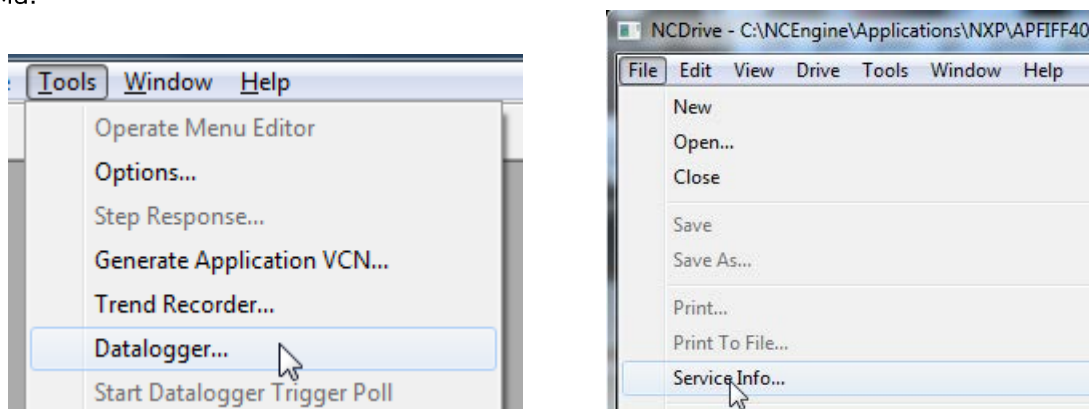 Tools Window Help
Operate Menu Editor
Options...
Step Response...
Generate Application VCN...
Trend Recorder...
Datalogger...
Start Datalogger Trigger Poll
NCDrive - C:\NCEngine\Applications\NXP\APFIFF40
File Edit View Drive Tools Window Help
New
Open...
Close
Save
Save As...
Print...
Print To File...
Service Info...